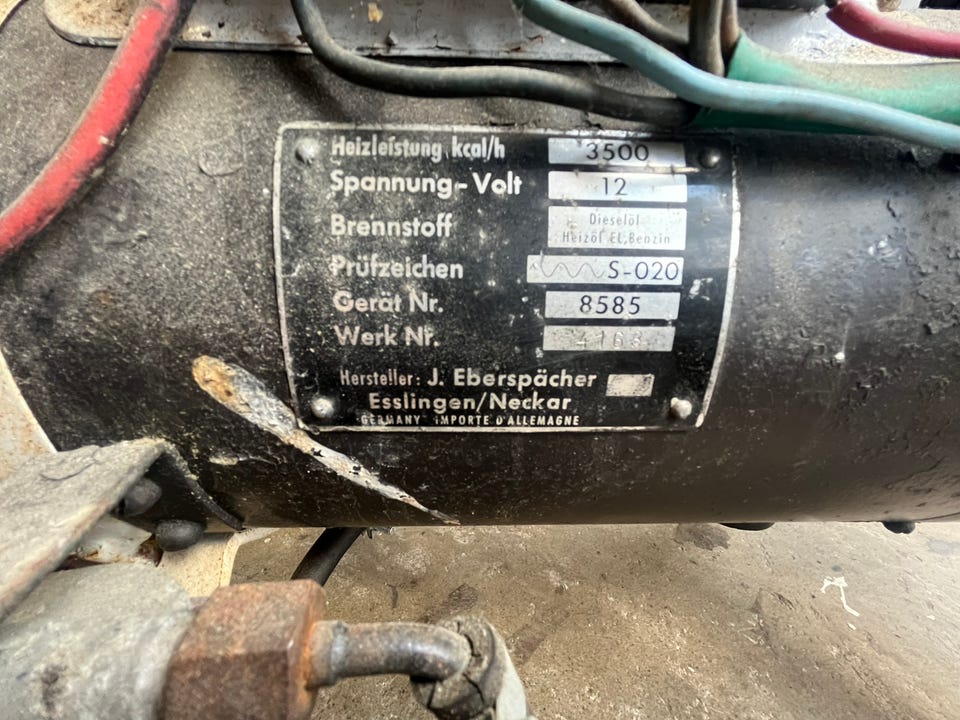 Heizleistung kcal/h 3500
Spannung-Volt 12
Brennstoff Dieselöl
Heizöl EL, Benzin
Prüfzeichen S-020
Gerät Nr. 8585
Werk Nr. 4168
Hersteller: J. Eberspächer
Esslingen/Neckar
GERMANY IMPORTE D'ALLEMAGNE